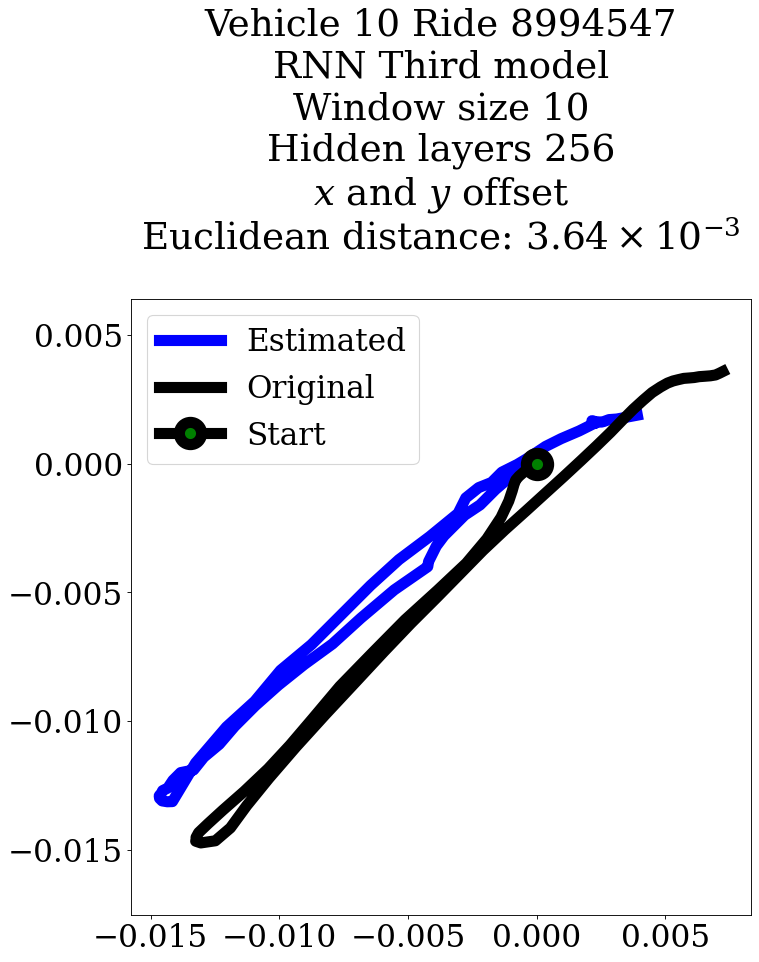 Vehicle 10 Ride 8994547
RNN Third model
Window size 10
Hidden layers 256
x and y offset
Euclidean distance: 3.64 × 10⁻³
Estimated
Original
Start
0.005
0.000
−0.005
−0.010
−0.015
−0.015 −0.010 −0.005 0.000 0.005